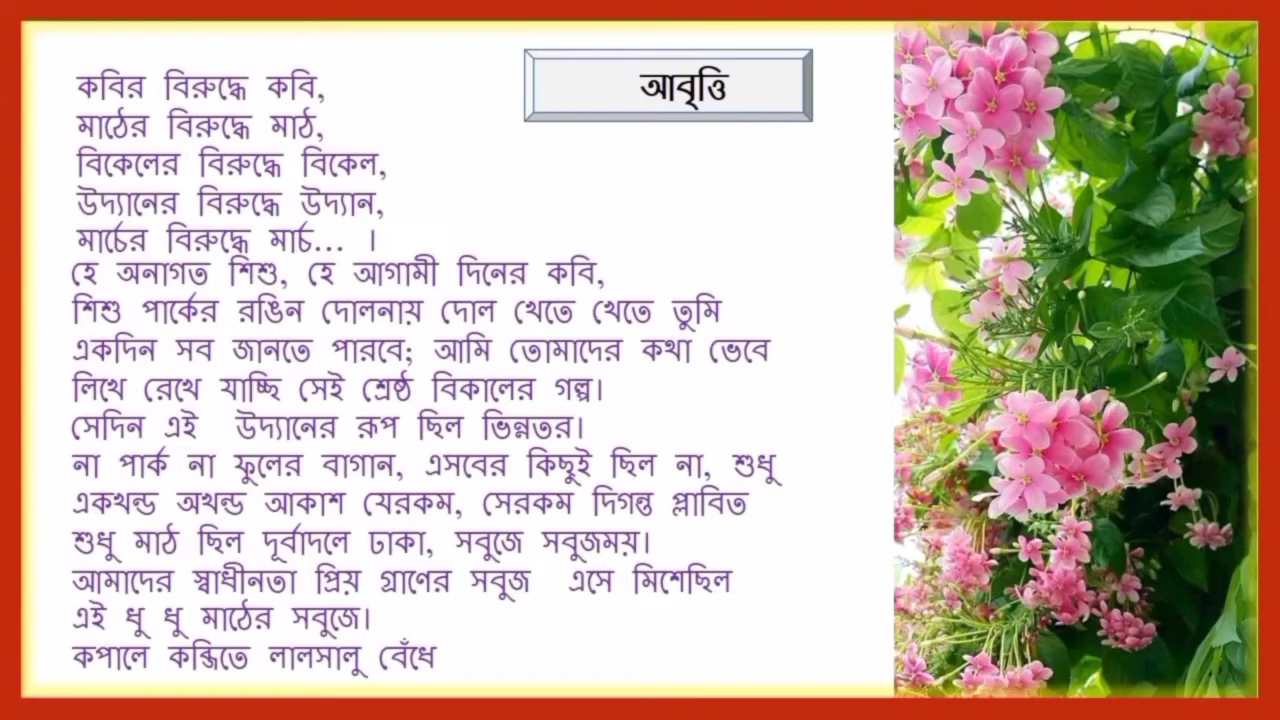 আবৃত্তি
কবির বিরুদ্ধে কবি,
মাঠের বিরুদ্ধে মাঠ,
বিকেলের বিরুদ্ধে বিকেল,
উদ্যানের বিরুদ্ধে উদ্যান,
মার্চের বিরুদ্ধে মার্চ... ।
হে অনাগত শিশু, হে আগামী দিনের কবি,
শিশু পার্কের রঙিন দোলনায় দোল খেতে খেতে তুমি
একদিন সব জানতে পারবে; আমি তোমাদের কথা ভেবে
লিখে রেখে যাচ্ছি সেই শ্রেষ্ঠ বিকালের গল্প।
সেদিন এই উদ্যানের রূপ ছিল ভিন্নতর।
না পার্ক না ফুলের বাগান, এসবের কিছুই ছিল না, শুধু
একখন্ড অখন্ড আকাশ যেরকম, সেরকম দিগন্ত প্লাবিত
শুধু মাঠ ছিল দূর্বাদলে ঢাকা, সবুজে সবুজময়।
আমাদের স্বাধীনতা প্রিয় গ্রাণের সবুজ এসে মিশেছিল
এই ধু ধু মাঠের সবুজে।
কপালে কব্জিতে লালসালু বেঁধে